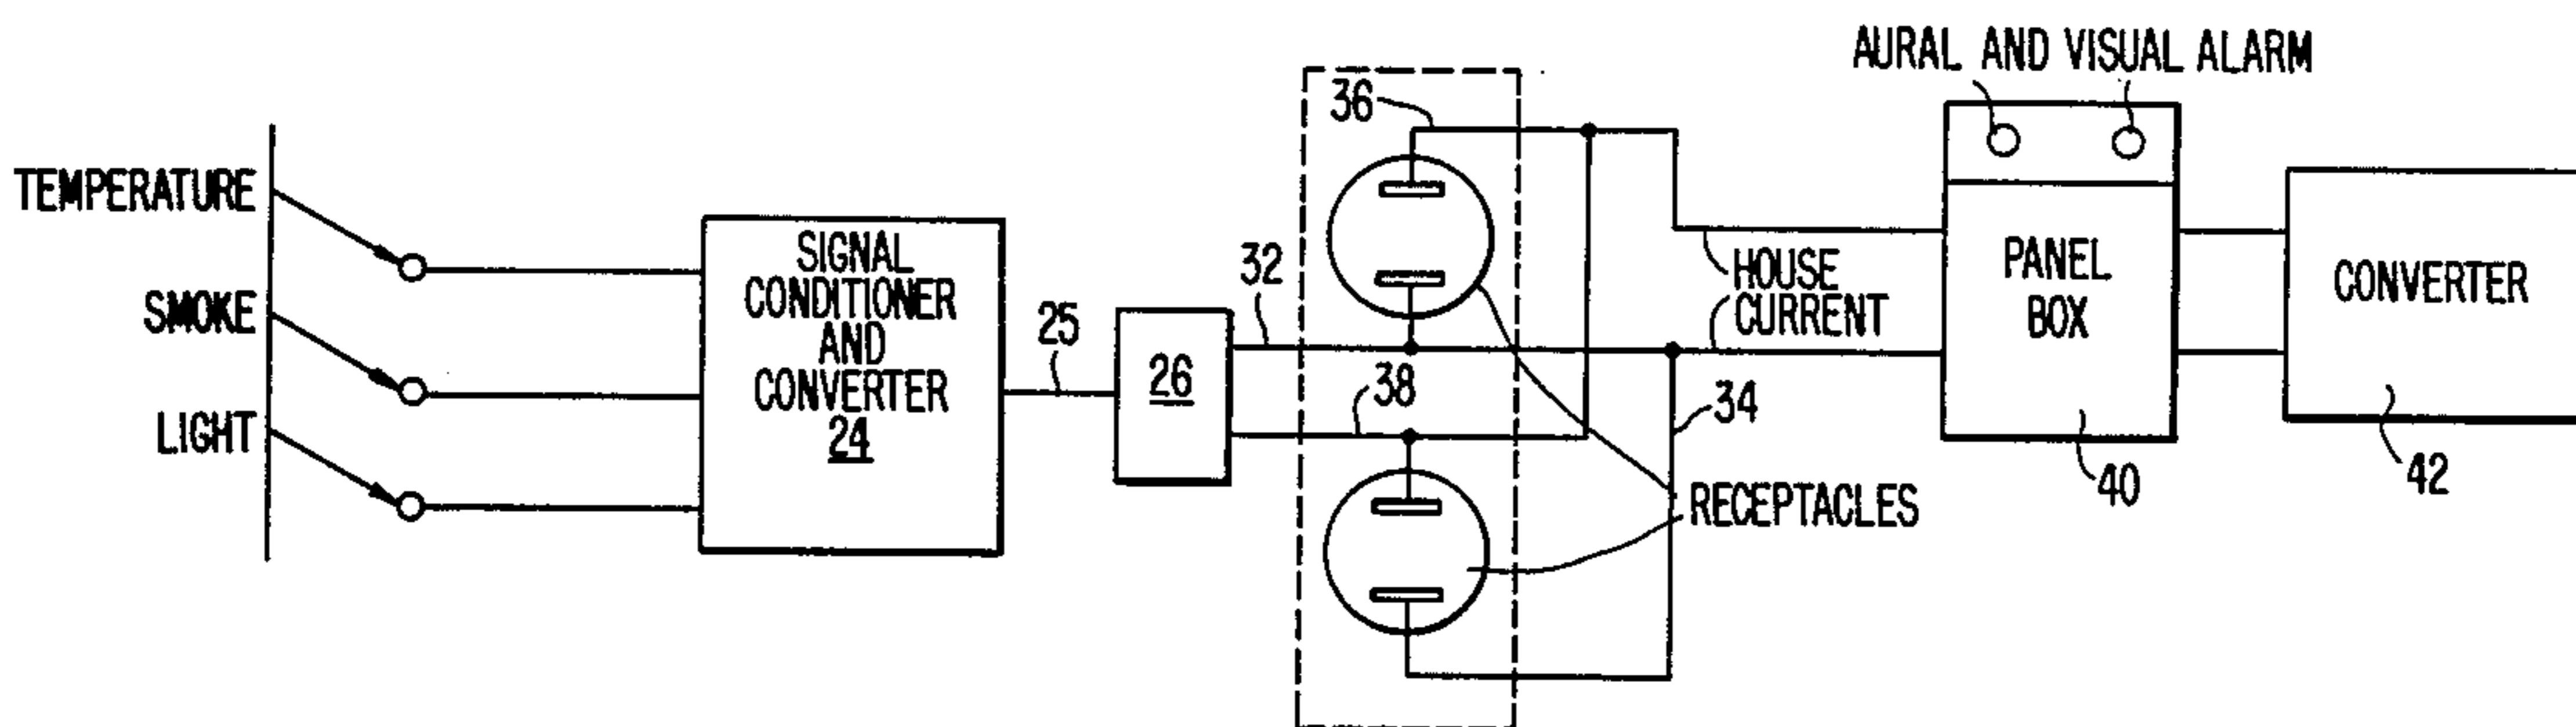 AURAL AND VISUAL ALARM
36
TEMPERATURE
SMOKE
LIGHT
SIGNAL
CONDITIONER
AND
CONVERTER
24
25
26
32
38
HOUSE
CURRENT
34
RECEPTACLES
PANEL
BOX
40
CONVERTER
42